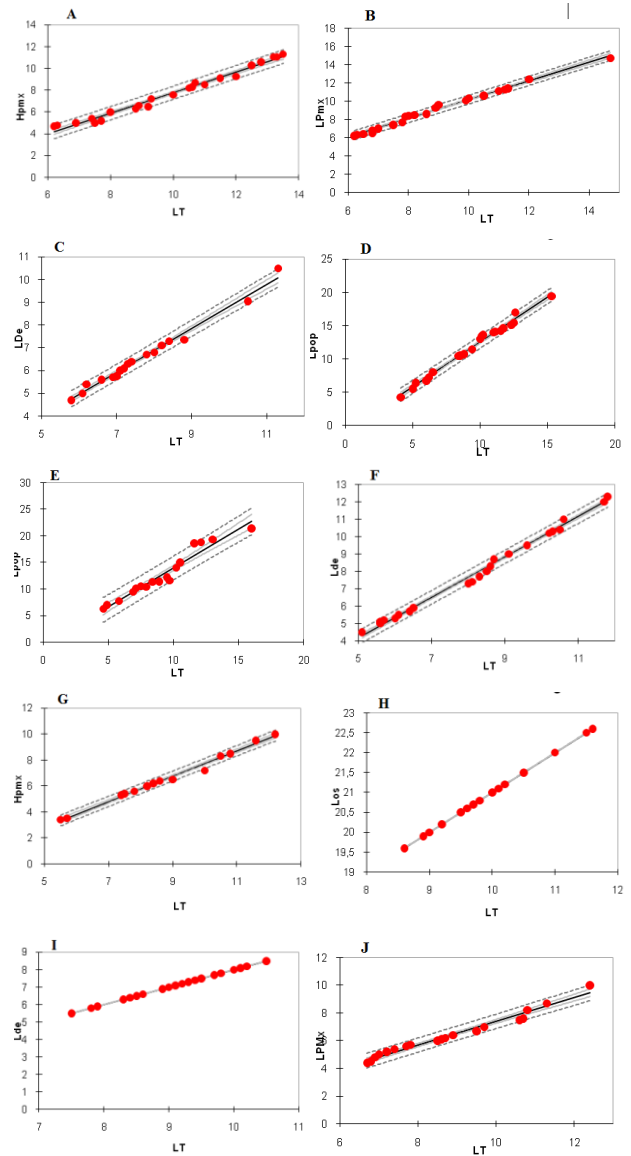 A
Hpmx
14
12
10
8
6
4
2
0
6 8 10 12 14
LT
B
LPmx
18
16
14
12
10
8
6
4
2
0
6 8 10 12 14
LT
C
LDe
11
10
9
8
7
6
5
4
5 7 9 11
LT
D
Lpop
25
20
15
10
5
0
0 5 10 15 20
LT
E
Lpop
30
25
20
15
10
5
0
0 5 10 15 20
LT
F
Lde
13
12
11
10
9
8
7
6
5
4
5 7 9 11
LT
G
Hpmx
12
10
8
6
4
2
0
5 7 9 11 13
LT
H
Los
23
22,5
22
21,5
21
20,5
20
19,5
19
8 9 10 11 12
LT
I
Lde
9
8
7
6
5
4
3
2
1
0
7 8 9 10 11
LT
J
LPMx
12
10
8
6
4
2
0
6 8 10 12
LT